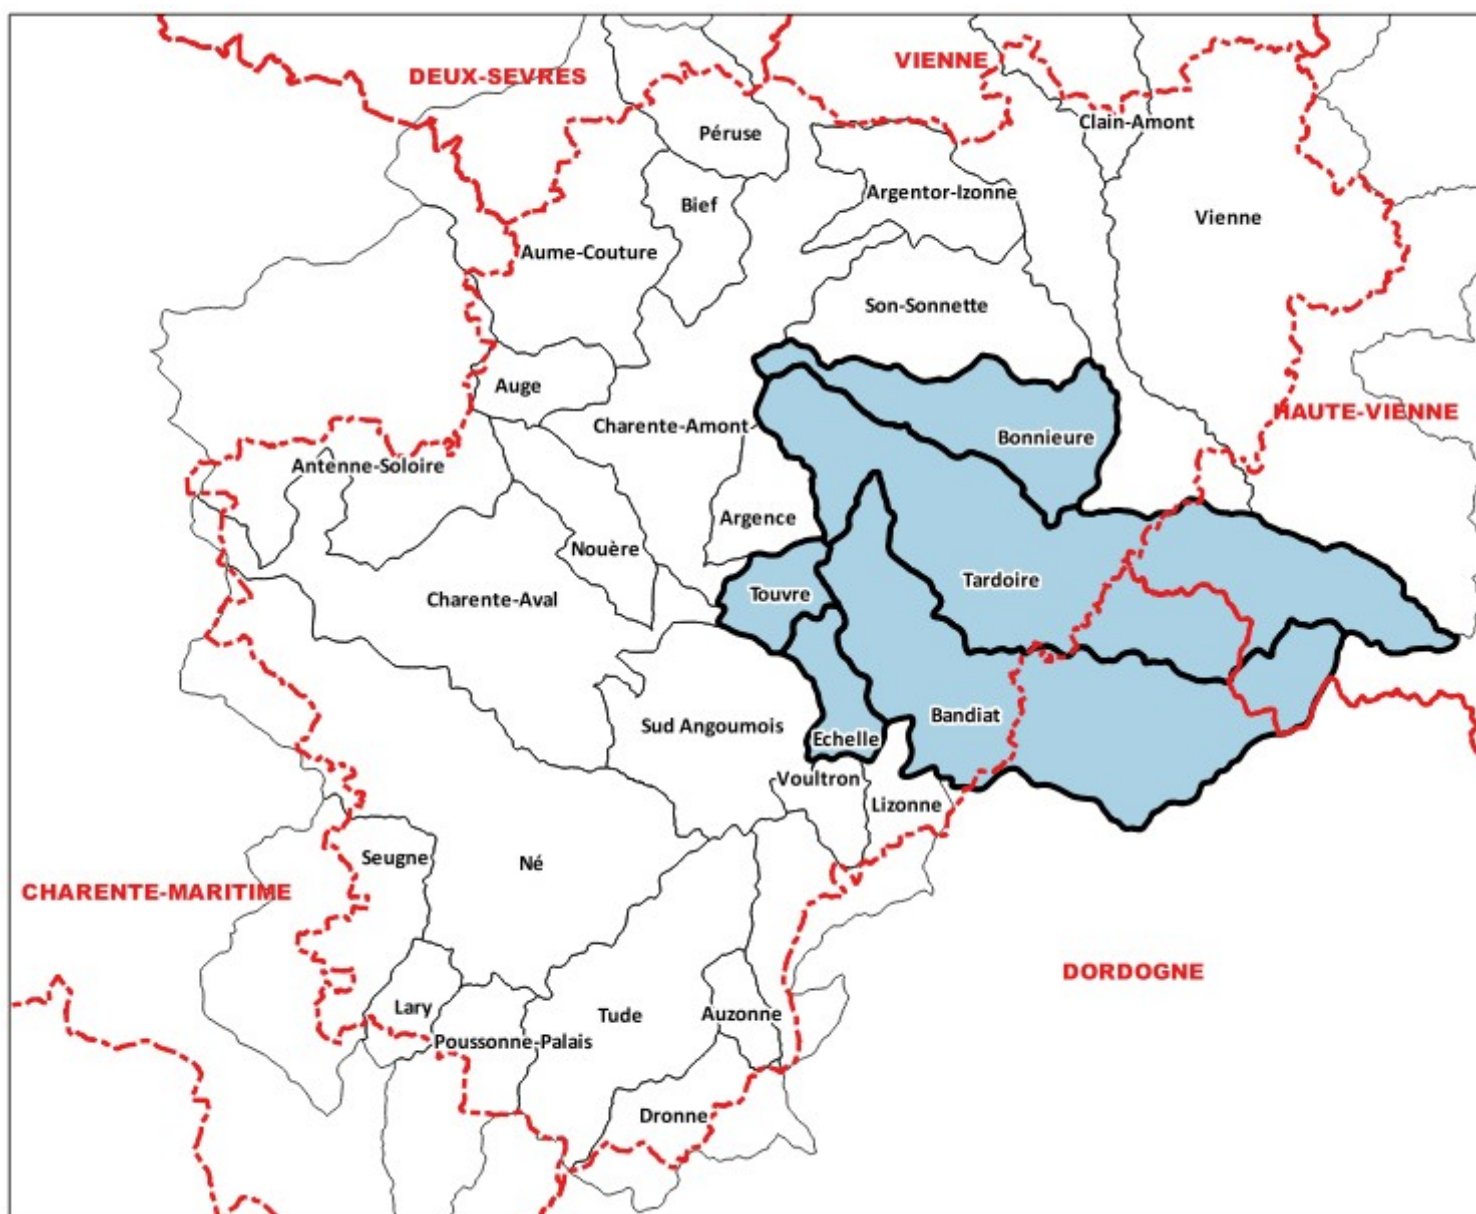 VIENNE
DEUX-SEVRES
Clain-Amont
Péruse
Argentor-Izonne
Bief
Vienne
Aume-Couture
Son-Sonnette
Auge
HAUTE-VIENNE
Charente-Amont
Bonnieure
Antenne-Soloire
Argence
Nouère
Tardoire
Touvre
Charente-Aval
Bandiat
Sud Angoumois
Echelle
Voultron
Lizonne
Seugne
Né
CHARENTE-MARITIME
DORDOGNE
Lary
Tude
Auzonne
Poussonne-Palais
Dronne